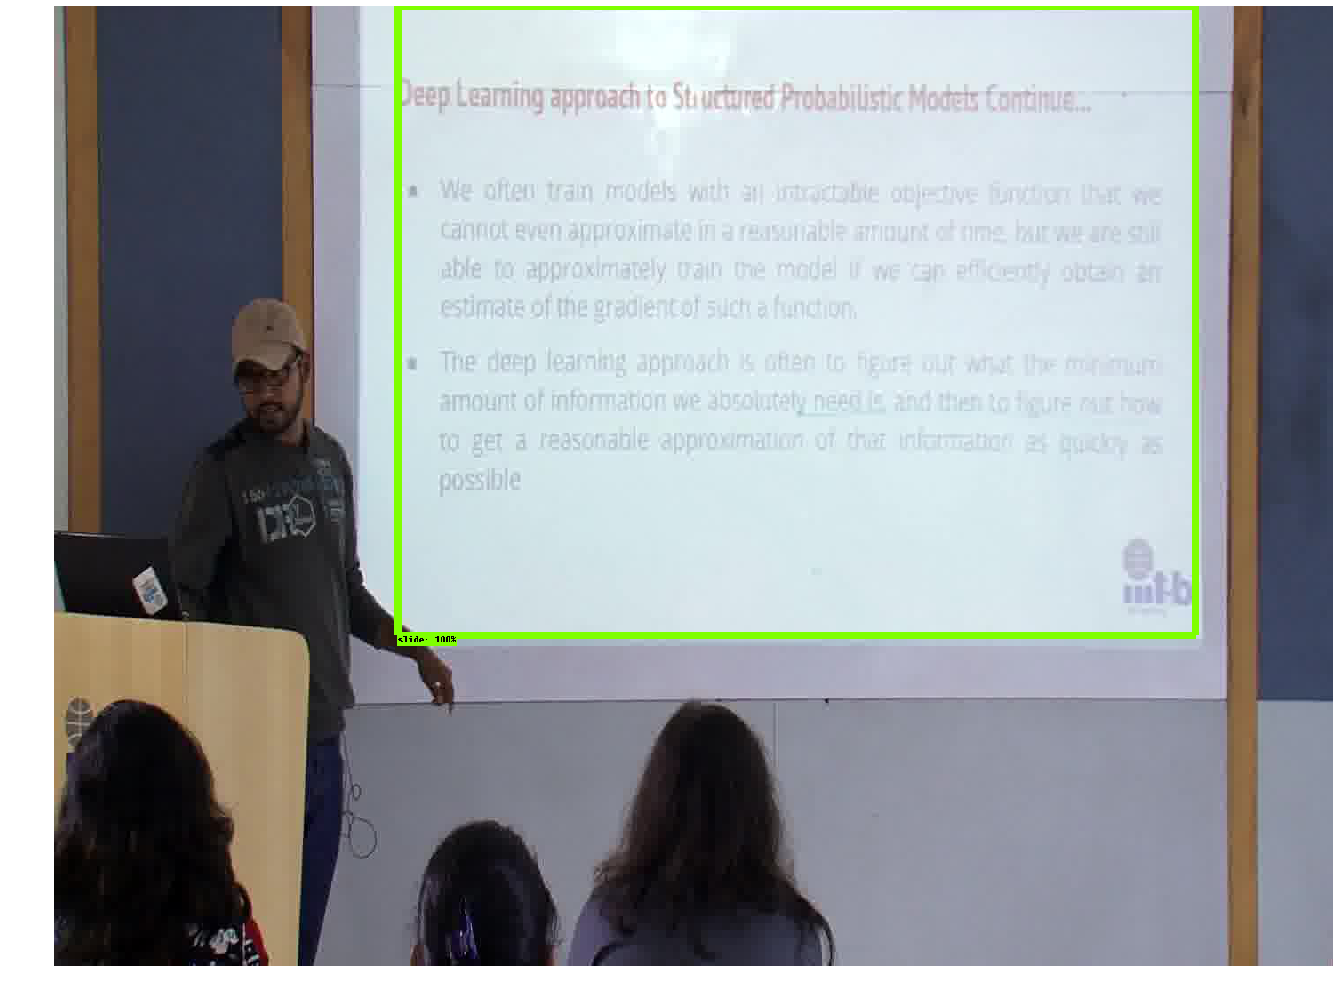 Deep Learning approach to Structured Probabilistic Models Continue...
▪ We often train models with an intractable objective function that we
cannot even approximate in a reasonable amount of time, but we are still
able to approximately train the model if we can efficiently obtain an
estimate of the gradient of such a function.
▪ The deep learning approach is often to figure out what the minimum
amount of information we absolutely need is, and then to figure out how
to get a reasonable approximation of that information as quickly as
possible
iiit-b
slide: 100%